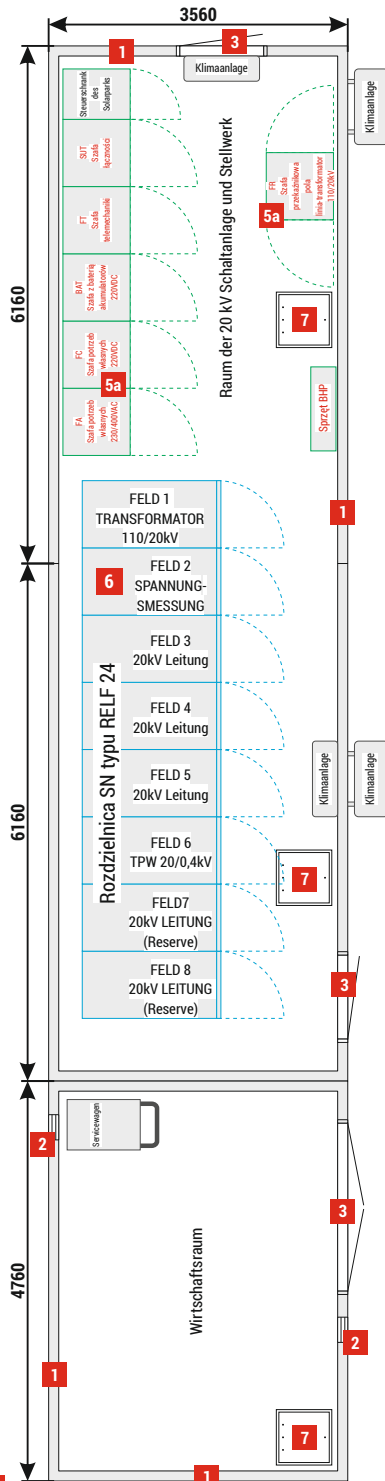 3560
1
3
Klimaanlage
Klimaanlage
Steuerschrank
des
Solarparks
SUT
Szafa
łączności
FT
Szafa
telemechaniki
BAT
Szafa z baterią
akumulatorów
220VDC
FC
Szafa potrzeb
własnych
220VDC
FA
Szafa potrzeb
własnych
230/400VAC
5a
FR
Szafa
przekaźnikowa
pola
linia-transformator
110/20kV
5a
Raum der 20 kV Schaltanlage und Stellwerk
6160
7
Sprzęt BHP
1
FELD 1
TRANSFORMATOR
110/20kV
6
FELD 2
SPANNUNG-
SMESSUNG
FELD 3
20kV Leitung
FELD 4
20kV Leitung
FELD 5
20kV Leitung
FELD 6
TPW 20/0,4kV
FELD7
20kV LEITUNG
(Reserve)
FELD 8
20kV LEITUNG
(Reserve)
Rozdzielnica SN typu RELF 24
6160
Klimaanlage
Klimaanlage
7
3
Servicewagen
2
3
4760
Wirtschaftsraum
2
1
7
1